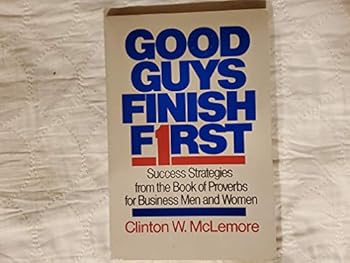 GOOD
GUYS
FINISH
F1RST
Success Strategies
from the Book of Proverbs
for Business Men and Women
Clinton W. McLemore